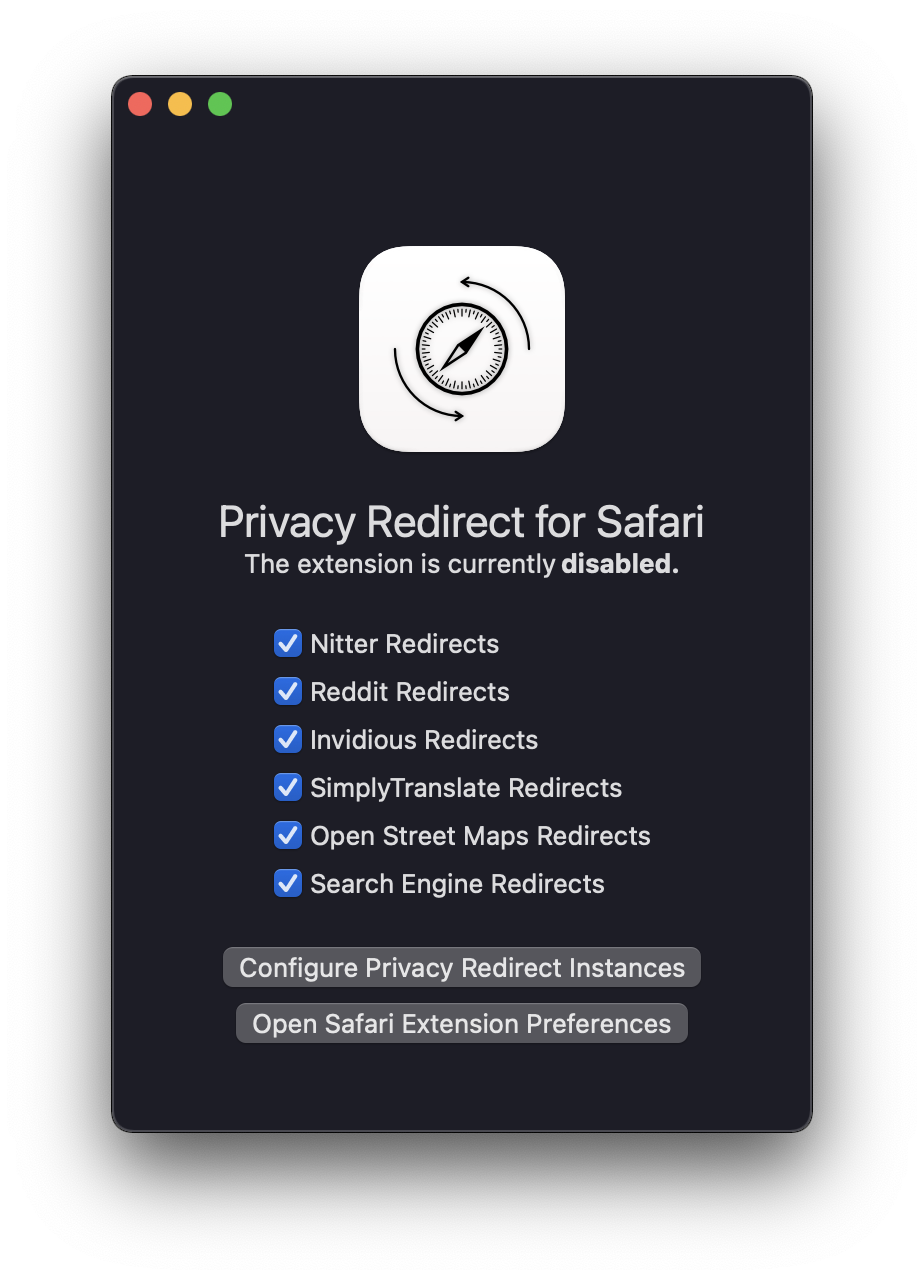 Privacy Redirect for Safari
The extension is currently disabled.
Nitter Redirects
Reddit Redirects
Invidious Redirects
SimplyTranslate Redirects
Open Street Maps Redirects
Search Engine Redirects
Configure Privacy Redirect Instances
Open Safari Extension Preferences